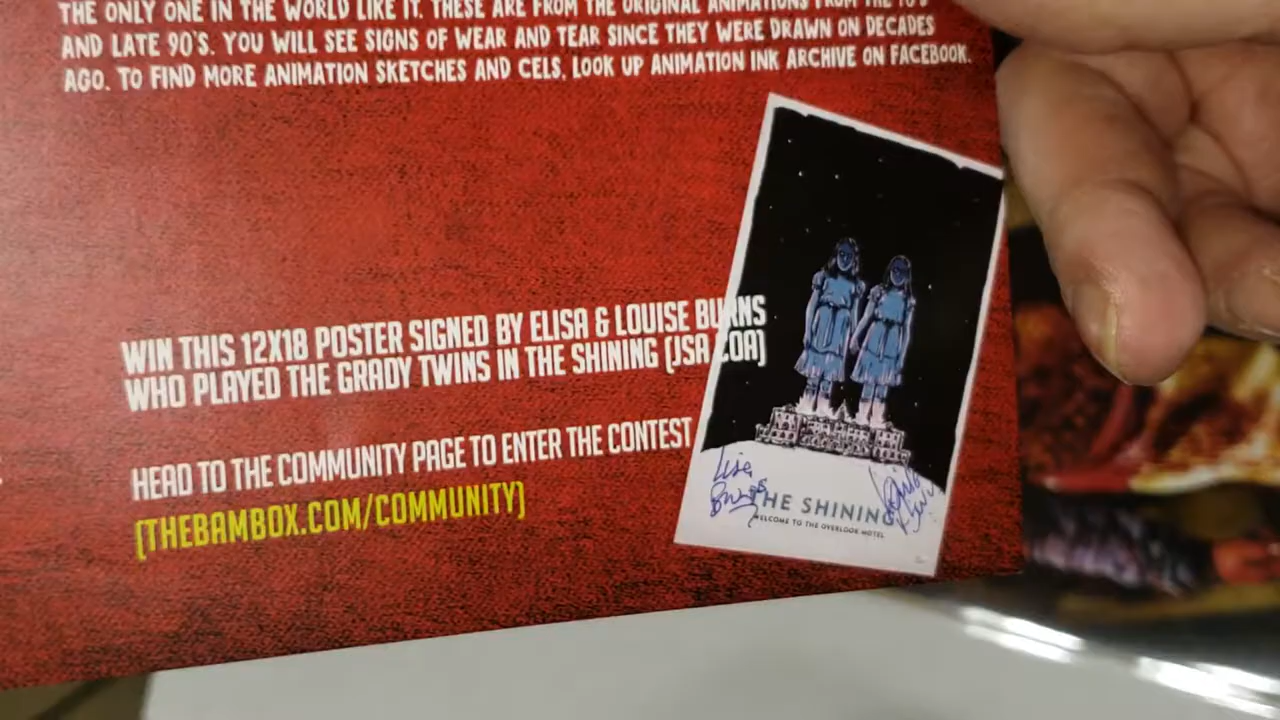 THE ONLY ONE IN THE WORLD LIKE IT. THESE ARE FROM THE ORIGINAL ANIMATIONS FROM THE 70'S
AND LATE 90'S. YOU WILL SEE SIGNS OF WEAR AND TEAR SINCE THEY WERE DRAWN ON DECADES
AGO. TO FIND MORE ANIMATION SKETCHES AND CELS, LOOK UP ANIMATION INK ARCHIVE ON FACEBOOK.
WIN THIS 12X18 POSTER SIGNED BY ELISA & LOUISE BURNS
WHO PLAYED THE GRADY TWINS IN THE SHINING (JSA COA)
HEAD TO THE COMMUNITY PAGE TO ENTER THE CONTEST
(THEBAMBOX.COM/COMMUNITY)
Lisa
Burns
THE SHINING
WELCOME TO THE OVERLOOK HOTEL